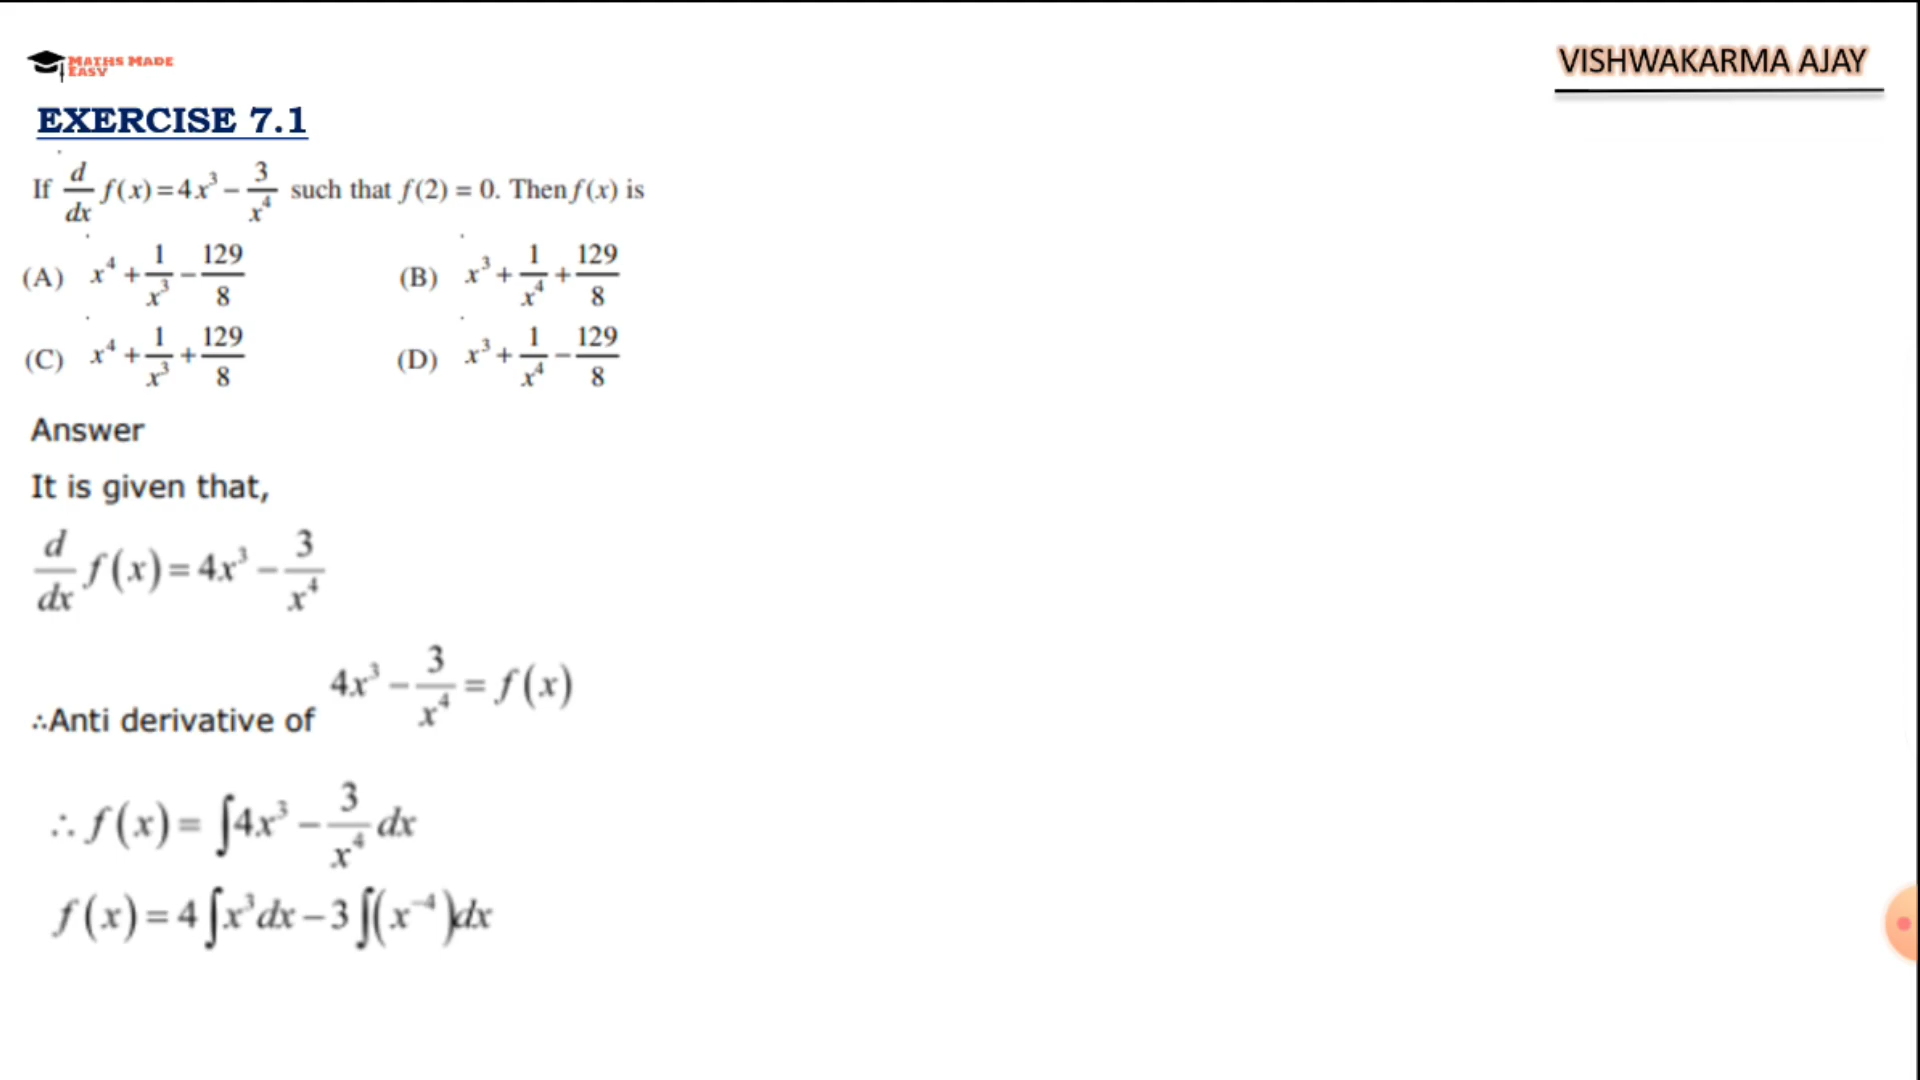 MATHS MADE
EASY
VISHWAKARMA AJAY
EXERCISE 7.1
If d/dx f(x) = 4x³ − 3/x⁴ such that f(2) = 0. Then f(x) is
(A) x⁴ + 1/x³ − 129/8 (B) x³ + 1/x⁴ + 129/8
(C) x⁴ + 1/x³ + 129/8 (D) x³ + 1/x⁴ − 129/8
Answer
It is given that,
d/dx f(x) = 4x³ − 3/x⁴
∴Anti derivative of 4x³ − 3/x⁴ = f(x)
∴ f(x) = ∫4x³ − 3/x⁴ dx
f(x) = 4∫x³dx − 3∫(x⁻⁴)dx